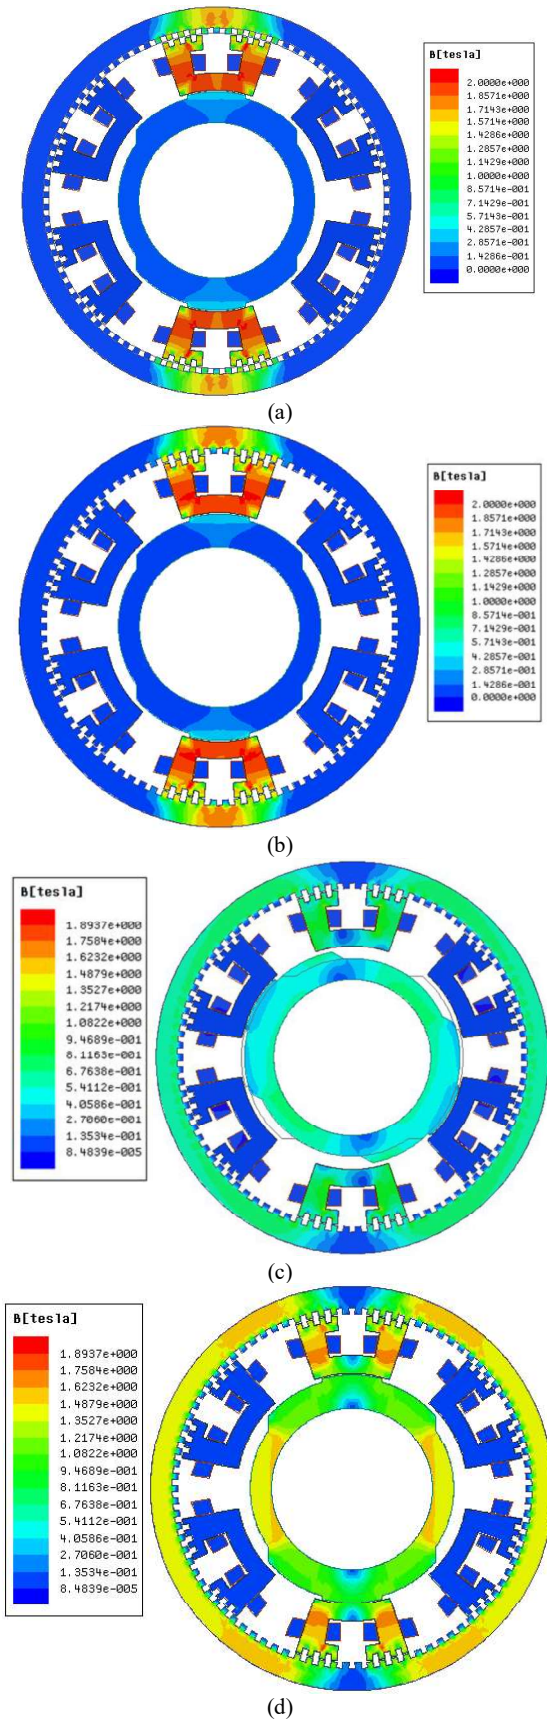 B[tesla]
2.0000e+000
1.8571e+000
1.7143e+000
1.5714e+000
1.4286e+000
1.2857e+000
1.1429e+000
1.0000e+000
8.5714e-001
7.1429e-001
5.7143e-001
4.2857e-001
2.8571e-001
1.4286e-001
0.0000e+000
(a)
B[tesla]
2.0000e+000
1.8571e+000
1.7143e+000
1.5714e+000
1.4286e+000
1.2857e+000
1.1429e+000
1.0000e+000
8.5714e-001
7.1429e-001
5.7143e-001
4.2857e-001
2.8571e-001
1.4286e-001
0.0000e+000
(b)
B[tesla]
1.8937e+000
1.7584e+000
1.6232e+000
1.4879e+000
1.3527e+000
1.2174e+000
1.0822e+000
9.4689e-001
8.1163e-001
6.7638e-001
5.4112e-001
4.0586e-001
2.7060e-001
1.3534e-001
8.4839e-005
(c)
B[tesla]
1.8937e+000
1.7584e+000
1.6232e+000
1.4879e+000
1.3527e+000
1.2174e+000
1.0822e+000
9.4689e-001
8.1163e-001
6.7638e-001
5.4112e-001
4.0586e-001
2.7060e-001
1.3534e-001
8.4839e-005
(d)